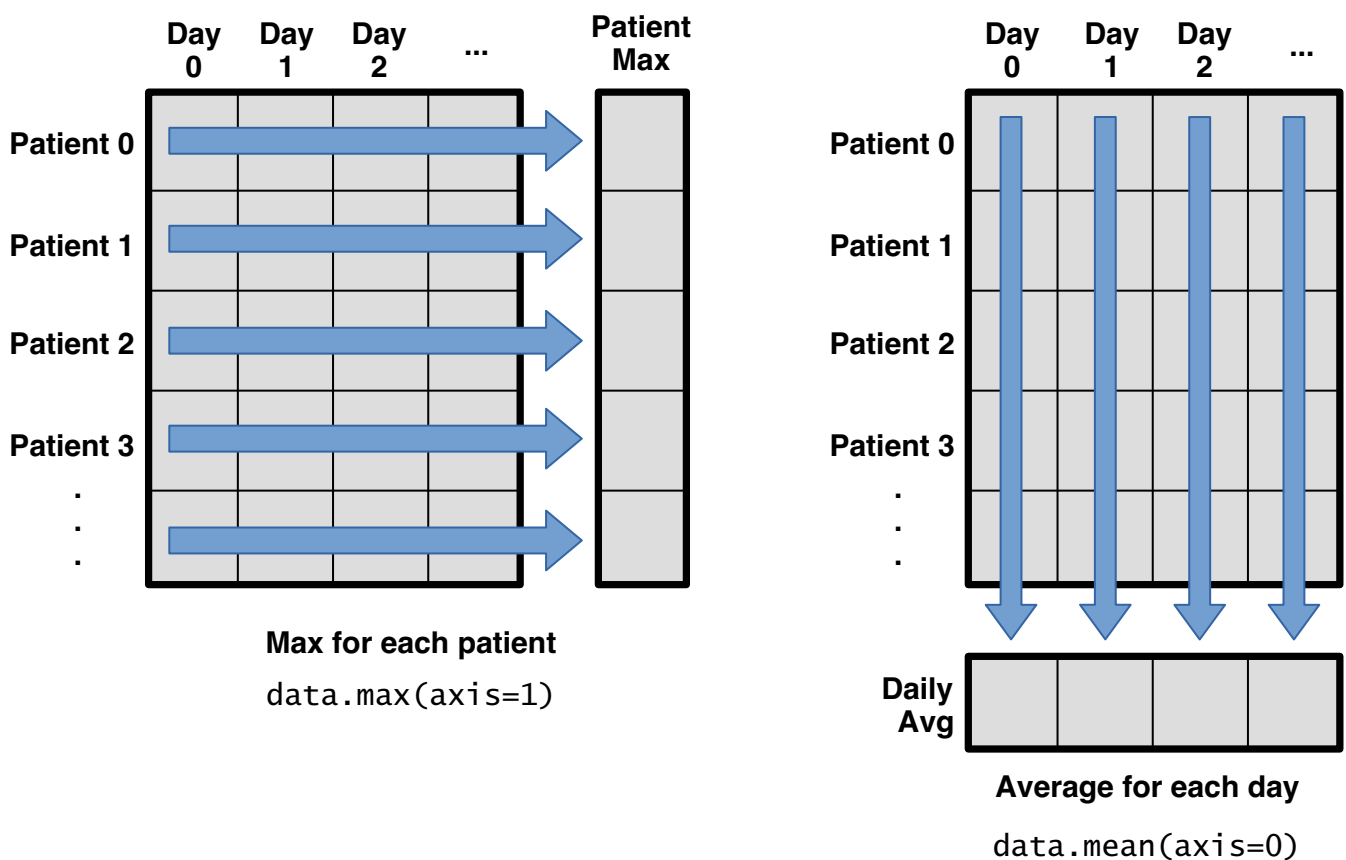 Day Day Day ... Patient
0 1 2 Max
Patient 0
Patient 1
Patient 2
Patient 3
.
.
.
Max for each patient
data.max(axis=1)
Day Day Day ...
0 1 2
Patient 0
Patient 1
Patient 2
Patient 3
.
.
.
Daily
Avg
Average for each day
data.mean(axis=0)